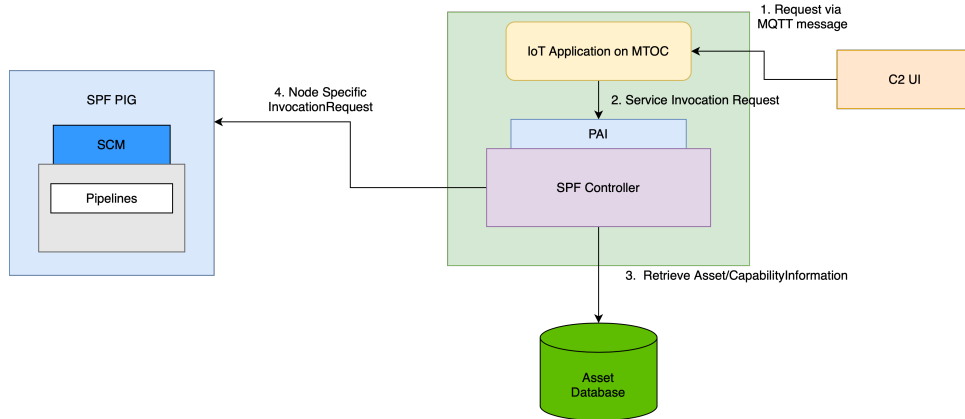 1. Request via
MQTT message
IoT Application on MTOC
C2 UI
SPF PIG
4. Node Specific
InvocationRequest
2. Service Invocation Request
PAI
SCM
SPF Controller
Pipelines
3.  Retrieve Asset/CapabilityInformation
Asset
Database